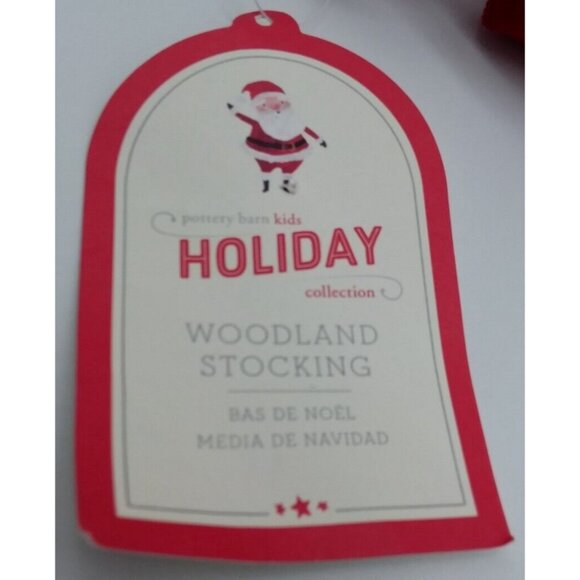 pottery barn kids
HOLIDAY
collection
WOODLAND
STOCKING
BAS DE NOËL
MEDIA DE NAVIDAD